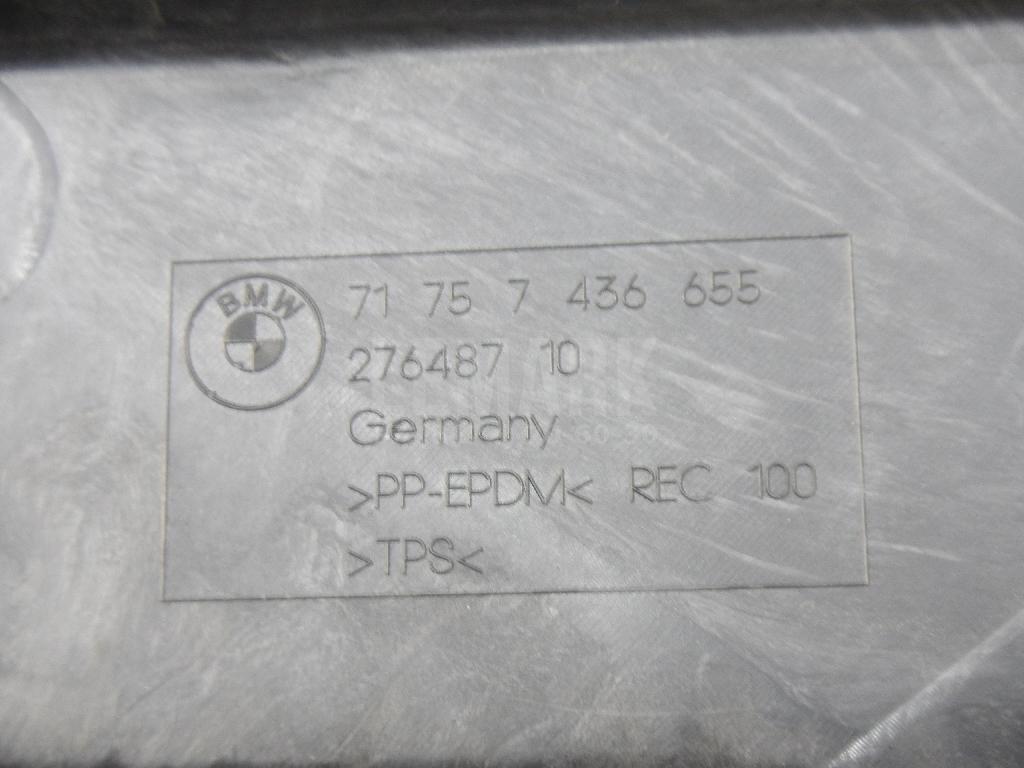 BMW
71 75 7 436 655
276487 10
Germany
>PP-EPDM< REC 100
>TPS<